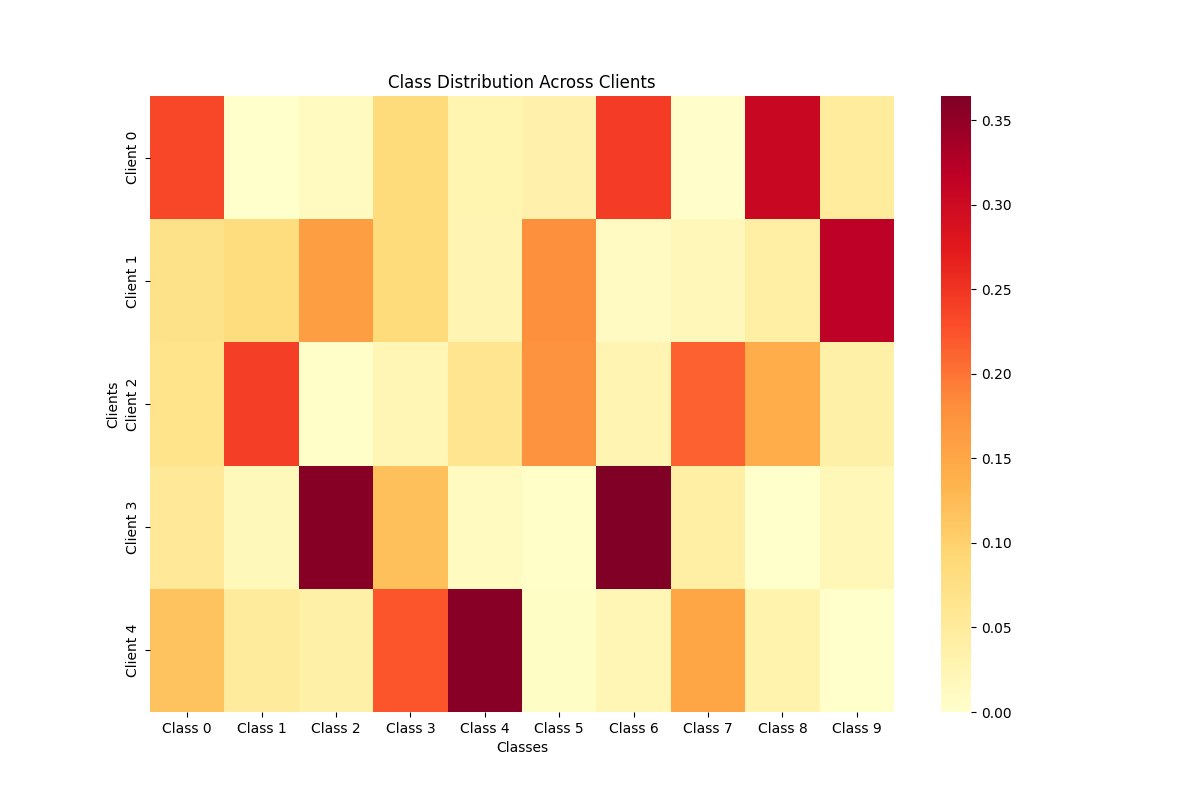 Class Distribution Across Clients
Clients
Client 0
Client 1
Client 2
Client 3
Client 4
Class 0 Class 1 Class 2 Class 3 Class 4 Class 5 Class 6 Class 7 Class 8 Class 9
Classes
0.35
0.30
0.25
0.20
0.15
0.10
0.05
0.00